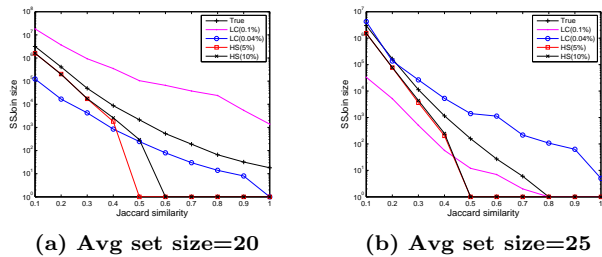 10^8
10^7
10^6
10^5
10^4
10^3
10^2
10^1
10^0
SSJoin size
0.1 0.2 0.3 0.4 0.5 0.6 0.7 0.8 0.9 1
Jaccard similarity
True
LC(0.1%)
LC(0.04%)
HS(5%)
HS(10%)
(a) Avg set size=20
10^7
10^6
10^5
10^4
10^3
10^2
10^1
10^0
SSJoin size
0.1 0.2 0.3 0.4 0.5 0.6 0.7 0.8 0.9 1
Jaccard similarity
True
LC(0.1%)
LC(0.04%)
HS(5%)
HS(10%)
(b) Avg set size=25